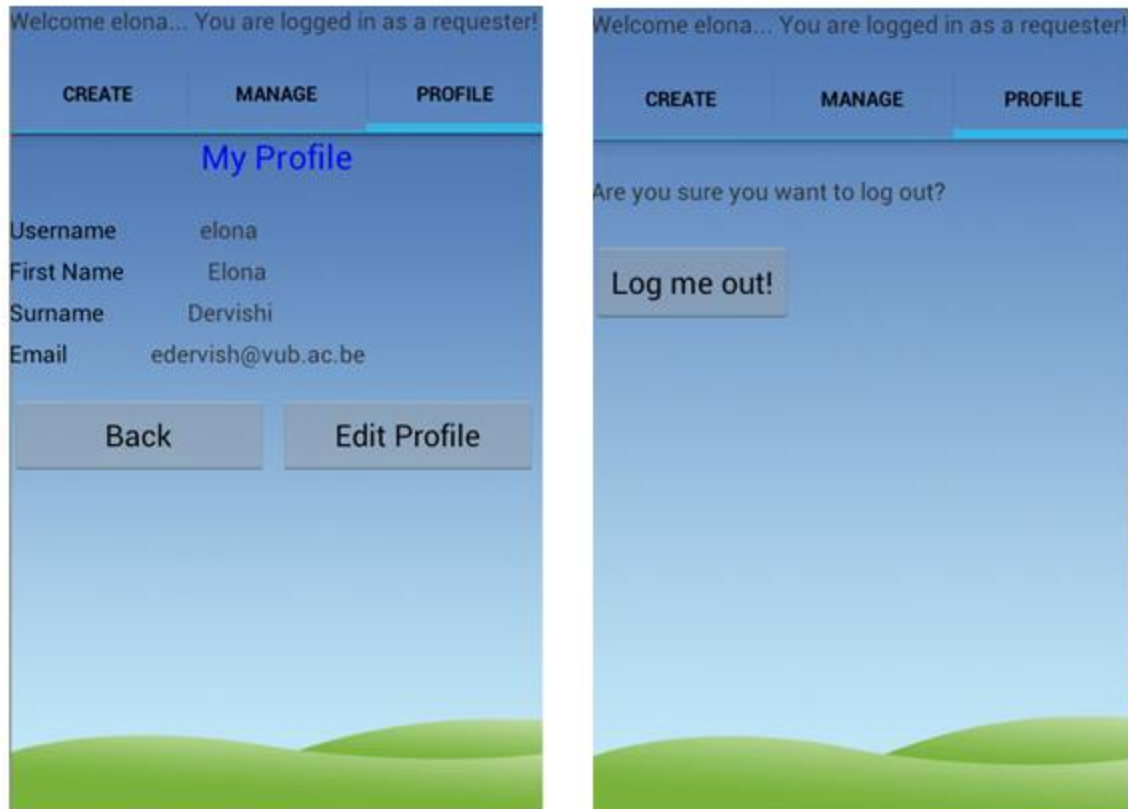 Welcome elona... You are logged in as a requester!
CREATE MANAGE PROFILE
My Profile
Username elona
First Name Elona
Surname Dervishi
Email edervish@vub.ac.be
Back Edit Profile
Welcome elona... You are logged in as a requester!
CREATE MANAGE PROFILE
Are you sure you want to log out?
Log me out!